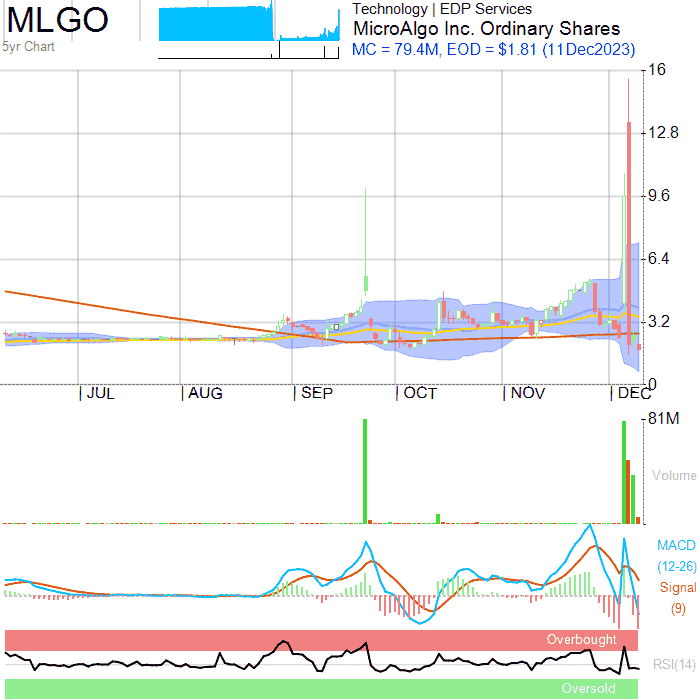 MLGO
5yr Chart
Technology | EDP Services
MicroAlgo Inc. Ordinary Shares
MC = 79.4M, EOD = $1.81 (11Dec2023)
16
12.8
9.6
6.4
3.2
0
JUL
AUG
SEP
OCT
NOV
DEC
81M
Volume
MACD
(12-26)
Signal
(9)
Overbought
RSI(14)
Oversold